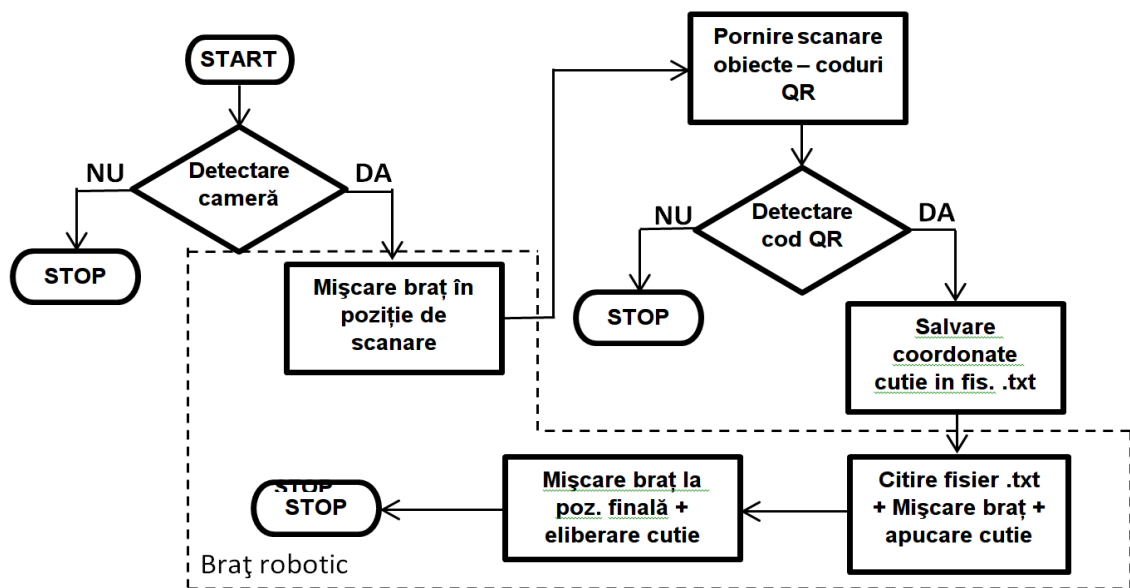 START
Detectare
cameră
NU
DA
STOP
Mişcare braț în
poziție de
scanare
Pornire scanare
obiecte – coduri
QR
Detectare
cod QR
NU
DA
STOP
Salvare
coordonate
cutie in fis. .txt
Citire fisier .txt
+ Mişcare braț +
apucare cutie
Mişcare braț la
poz. finală +
eliberare cutie
STOP
STOP
Braţ robotic